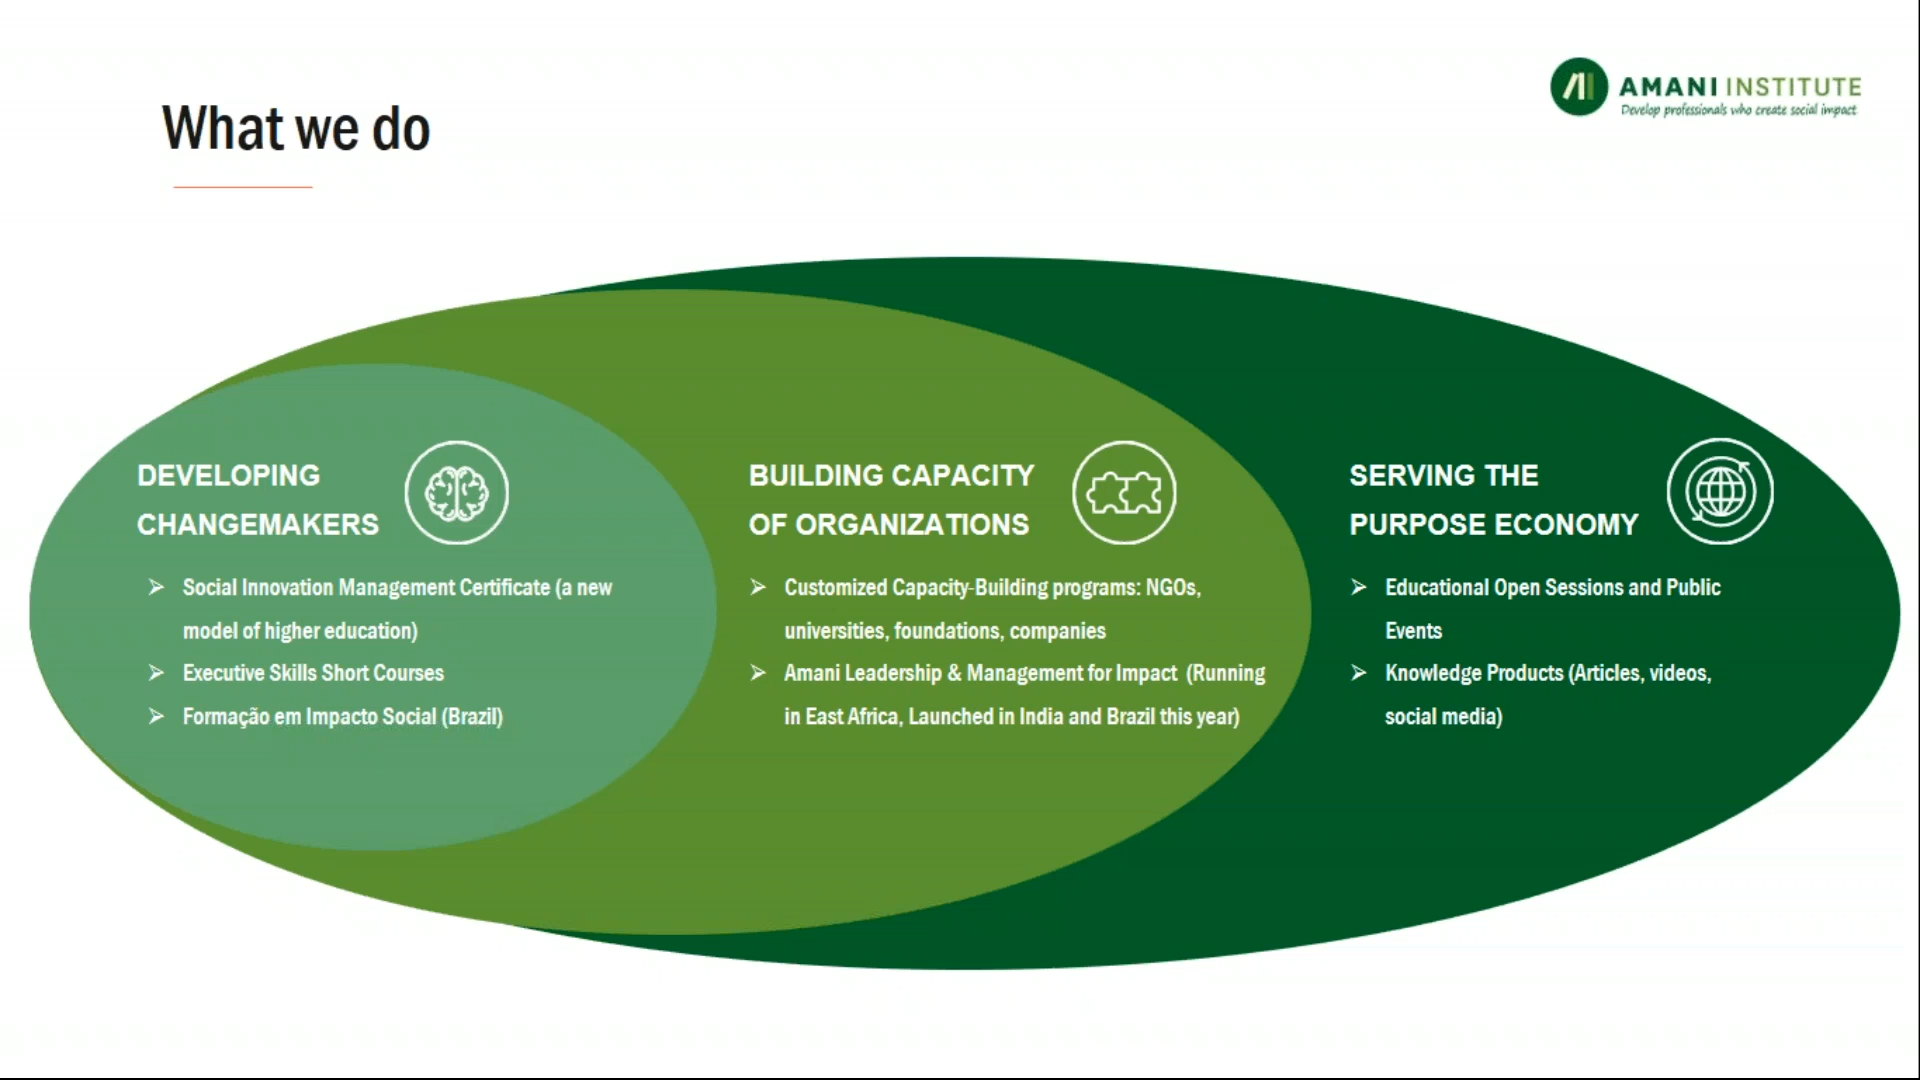 What we do
AMANI INSTITUTE
Develop professionals who create social impact
DEVELOPING
CHANGEMAKERS
➢ Social Innovation Management Certificate (a new
model of higher education)
➢ Executive Skills Short Courses
➢ Formação em Impacto Social (Brazil)
BUILDING CAPACITY
OF ORGANIZATIONS
➢ Customized Capacity-Building programs: NGOs,
universities, foundations, companies
➢ Amani Leadership & Management for Impact (Running
in East Africa, Launched in India and Brazil this year)
SERVING THE
PURPOSE ECONOMY
➢ Educational Open Sessions and Public
Events
➢ Knowledge Products (Articles, videos,
social media)